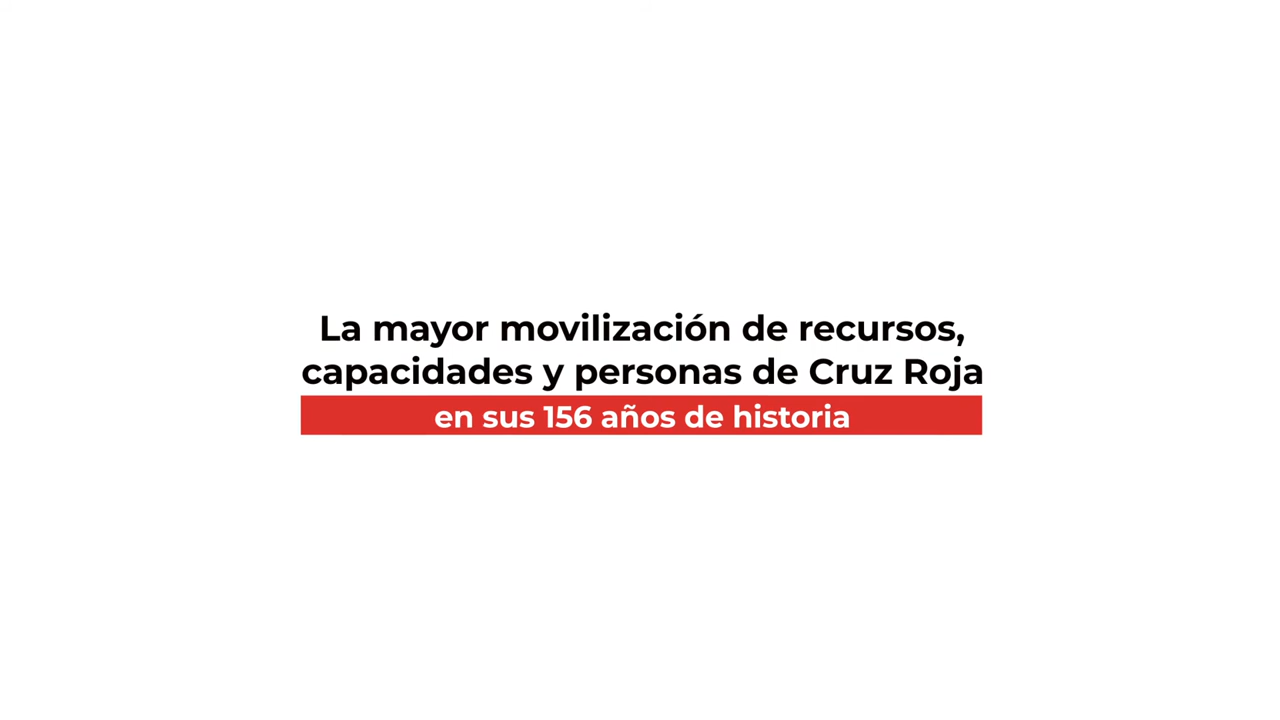 La mayor movilización de recursos,
capacidades y personas de Cruz Roja
en sus 156 años de historia